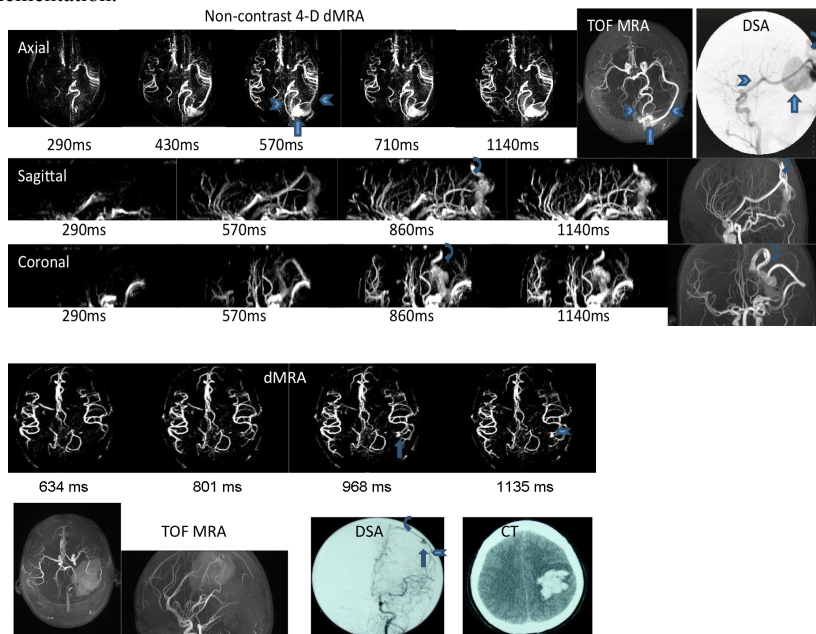 ementation.
Non-contrast 4-D dMRA
TOF MRA
DSA
Axial
290ms 430ms 570ms 710ms 1140ms
Sagittal
290ms 570ms 860ms 1140ms
Coronal
290ms 570ms 860ms 1140ms
dMRA
634 ms 801 ms 968 ms 1135 ms
TOF MRA DSA CT